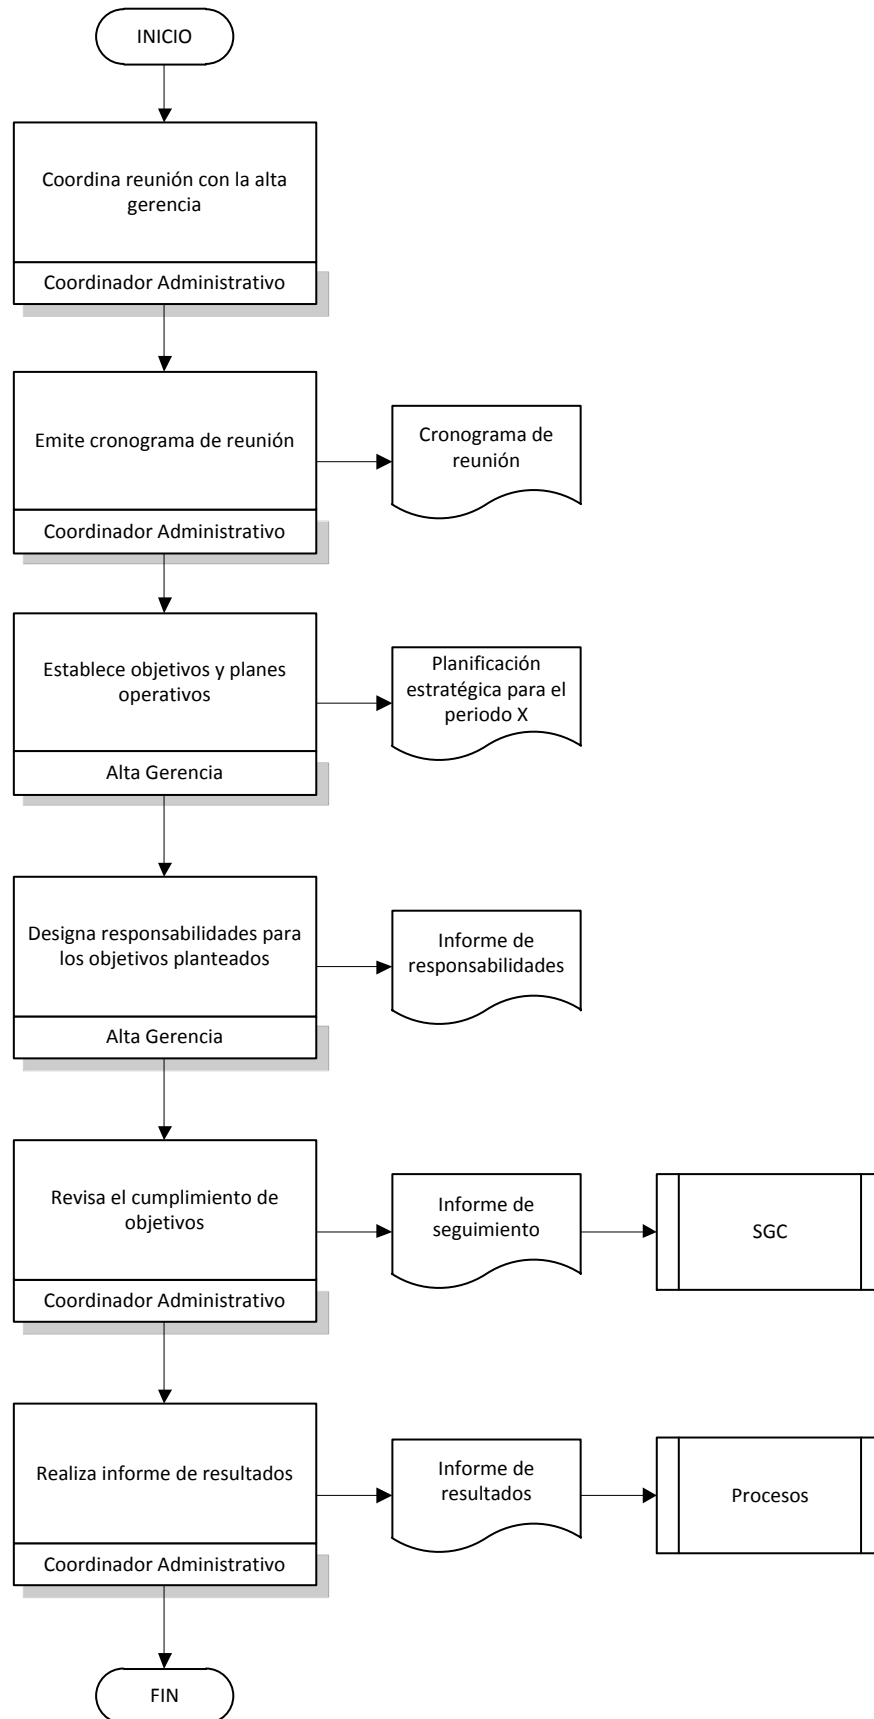 INICIO
Coordina reunión con la alta
gerencia
Coordinador Administrativo
Emite cronograma de reunión
Coordinador Administrativo
Cronograma de
reunión
Establece objetivos y planes
operativos
Alta Gerencia
Planificación
estratégica para el
periodo X
Designa responsabilidades para
los objetivos planteados
Alta Gerencia
Informe de
responsabilidades
Revisa el cumplimiento de
objetivos
Coordinador Administrativo
Informe de
seguimiento
SGC
Realiza informe de resultados
Coordinador Administrativo
Informe de
resultados
Procesos
FIN